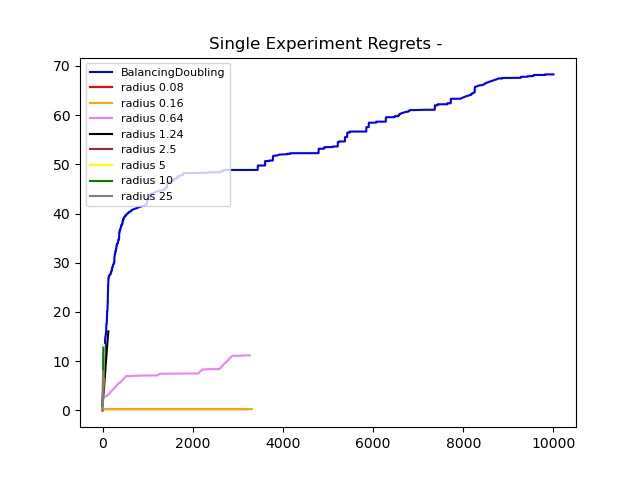 Single Experiment Regrets -
70
60
50
40
30
20
10
0
BalancingDoubling
radius 0.08
radius 0.16
radius 0.64
radius 1.24
radius 2.5
radius 5
radius 10
radius 25
0 2000 4000 6000 8000 10000